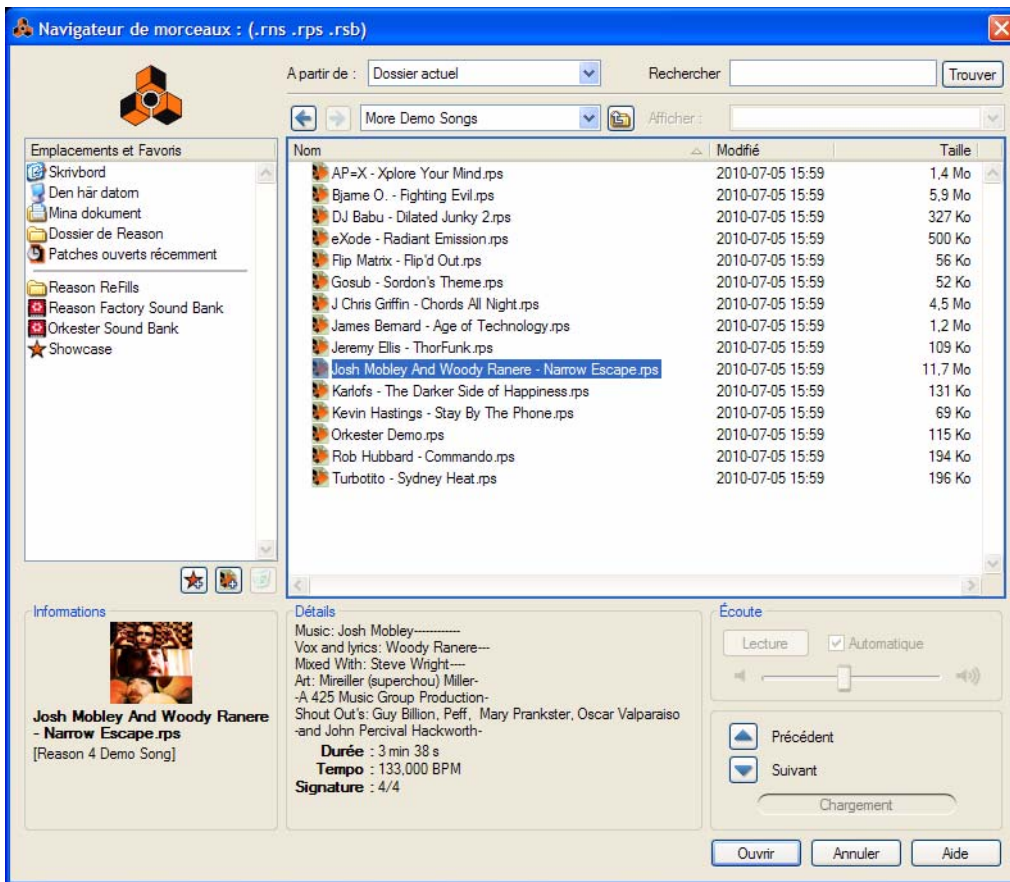 Navigateur de morceaux : (.rns .rps .rsb)
A partir de : Dossier actuel Rechercher Trouver
More Demo Songs Afficher :
Emplacements et Favoris
Skrivbord
Den här datorn
Mina dokument
Dossier de Reason
Patches ouverts récemment
Reason ReFills
Reason Factory Sound Bank
Orkester Sound Bank
Showcase
Nom Modifié Taille
AP=X - Xplore Your Mind.rps 2010-07-05 15:59 1,4 Mo
Bjarne O. - Fighting Evil.rps 2010-07-05 15:59 5,9 Mo
DJ Babu - Dilated Junky 2.rps 2010-07-05 15:59 327 Ko
eXode - Radiant Emission.rps 2010-07-05 15:59 500 Ko
Flip Matrix - Flip'd Out.rps 2010-07-05 15:59 56 Ko
Gosub - Sordon's Theme.rps 2010-07-05 15:59 52 Ko
J Chris Griffin - Chords All Night.rps 2010-07-05 15:59 4,5 Mo
James Bernard - Age of Technology.rps 2010-07-05 15:59 1,2 Mo
Jeremy Ellis - ThorFunk.rps 2010-07-05 15:59 109 Ko
Josh Mobley And Woody Ranere - Narrow Escape.rps 2010-07-05 15:59 11,7 Mo
Karlofs - The Darker Side of Happiness.rps 2010-07-05 15:59 131 Ko
Kevin Hastings - Stay By The Phone.rps 2010-07-05 15:59 69 Ko
Orkester Demo.rps 2010-07-05 15:59 115 Ko
Rob Hubbard - Commando.rps 2010-07-05 15:59 194 Ko
Turbotito - Sydney Heat.rps 2010-07-05 15:59 196 Ko
Informations
Josh Mobley And Woody Ranere
- Narrow Escape.rps
[Reason 4 Demo Song]
Détails
Music: Josh Mobley------------
Vox and lyrics: Woody Ranere---
Mixed With: Steve Wright----
Art: Mireiller (superchou) Miller-
-A 425 Music Group Production-
Shout Out's: Guy Billion, Peff, Mary Prankster, Oscar Valparaiso
-and John Percival Hackworth-
Durée : 3 min 38 s
Tempo : 133,000 BPM
Signature : 4/4
Écoute
Lecture Automatique
Précédent
Suivant
Chargement
Ouvrir Annuler Aide